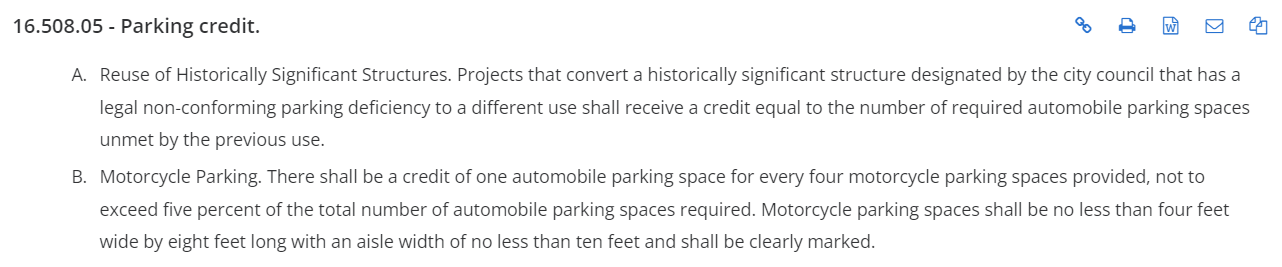 16.508.05 - Parking credit.
A. Reuse of Historically Significant Structures. Projects that convert a historically significant structure designated by the city council that has a
legal non-conforming parking deficiency to a different use shall receive a credit equal to the number of required automobile parking spaces
unmet by the previous use.
B. Motorcycle Parking. There shall be a credit of one automobile parking space for every four motorcycle parking spaces provided, not to
exceed five percent of the total number of automobile parking spaces required. Motorcycle parking spaces shall be no less than four feet
wide by eight feet long with an aisle width of no less than ten feet and shall be clearly marked.